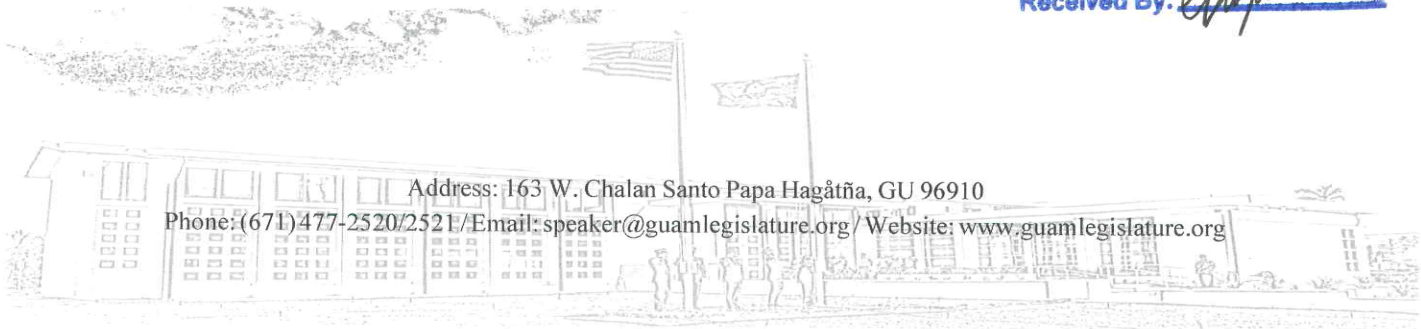 Received By:
Address: 163 W. Chalan Santo Papa Hagåtña, GU 96910
Phone: (671) 477-2520/2521 / Email: speaker@guamlegislature.org / Website: www.guamlegislature.org